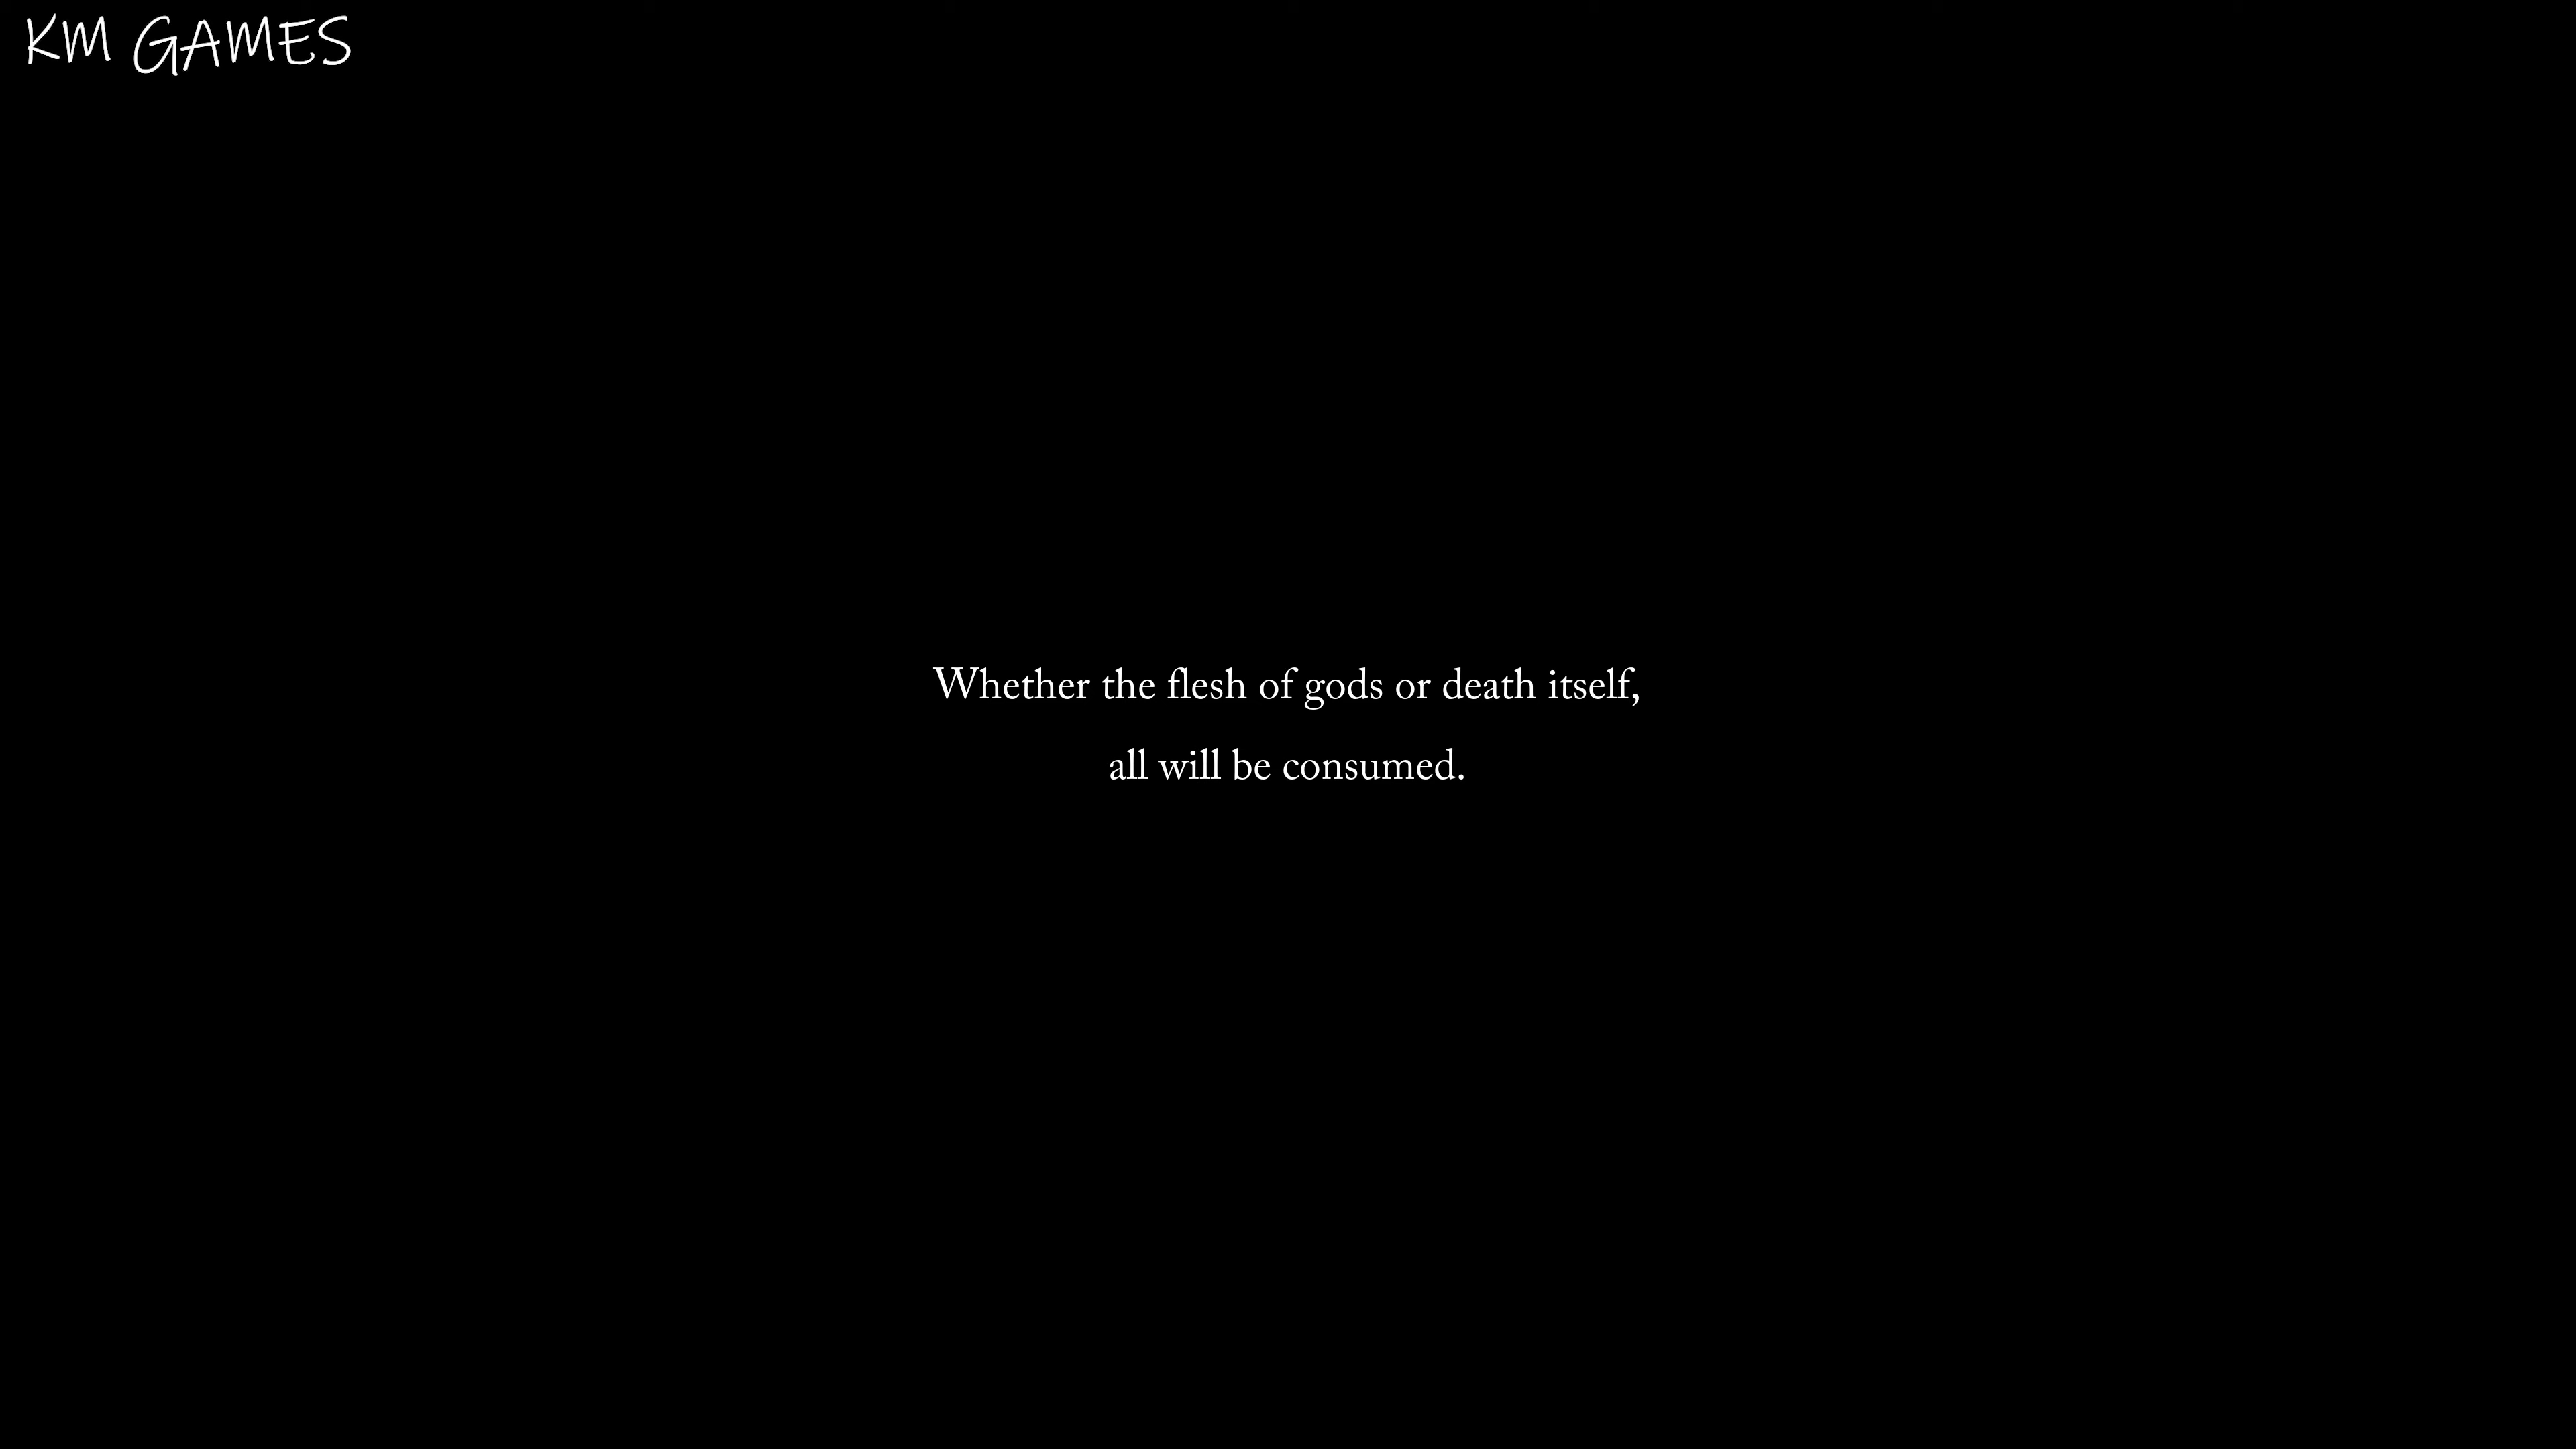 KM GAMES
Whether the flesh of gods or death itself,
all will be consumed.